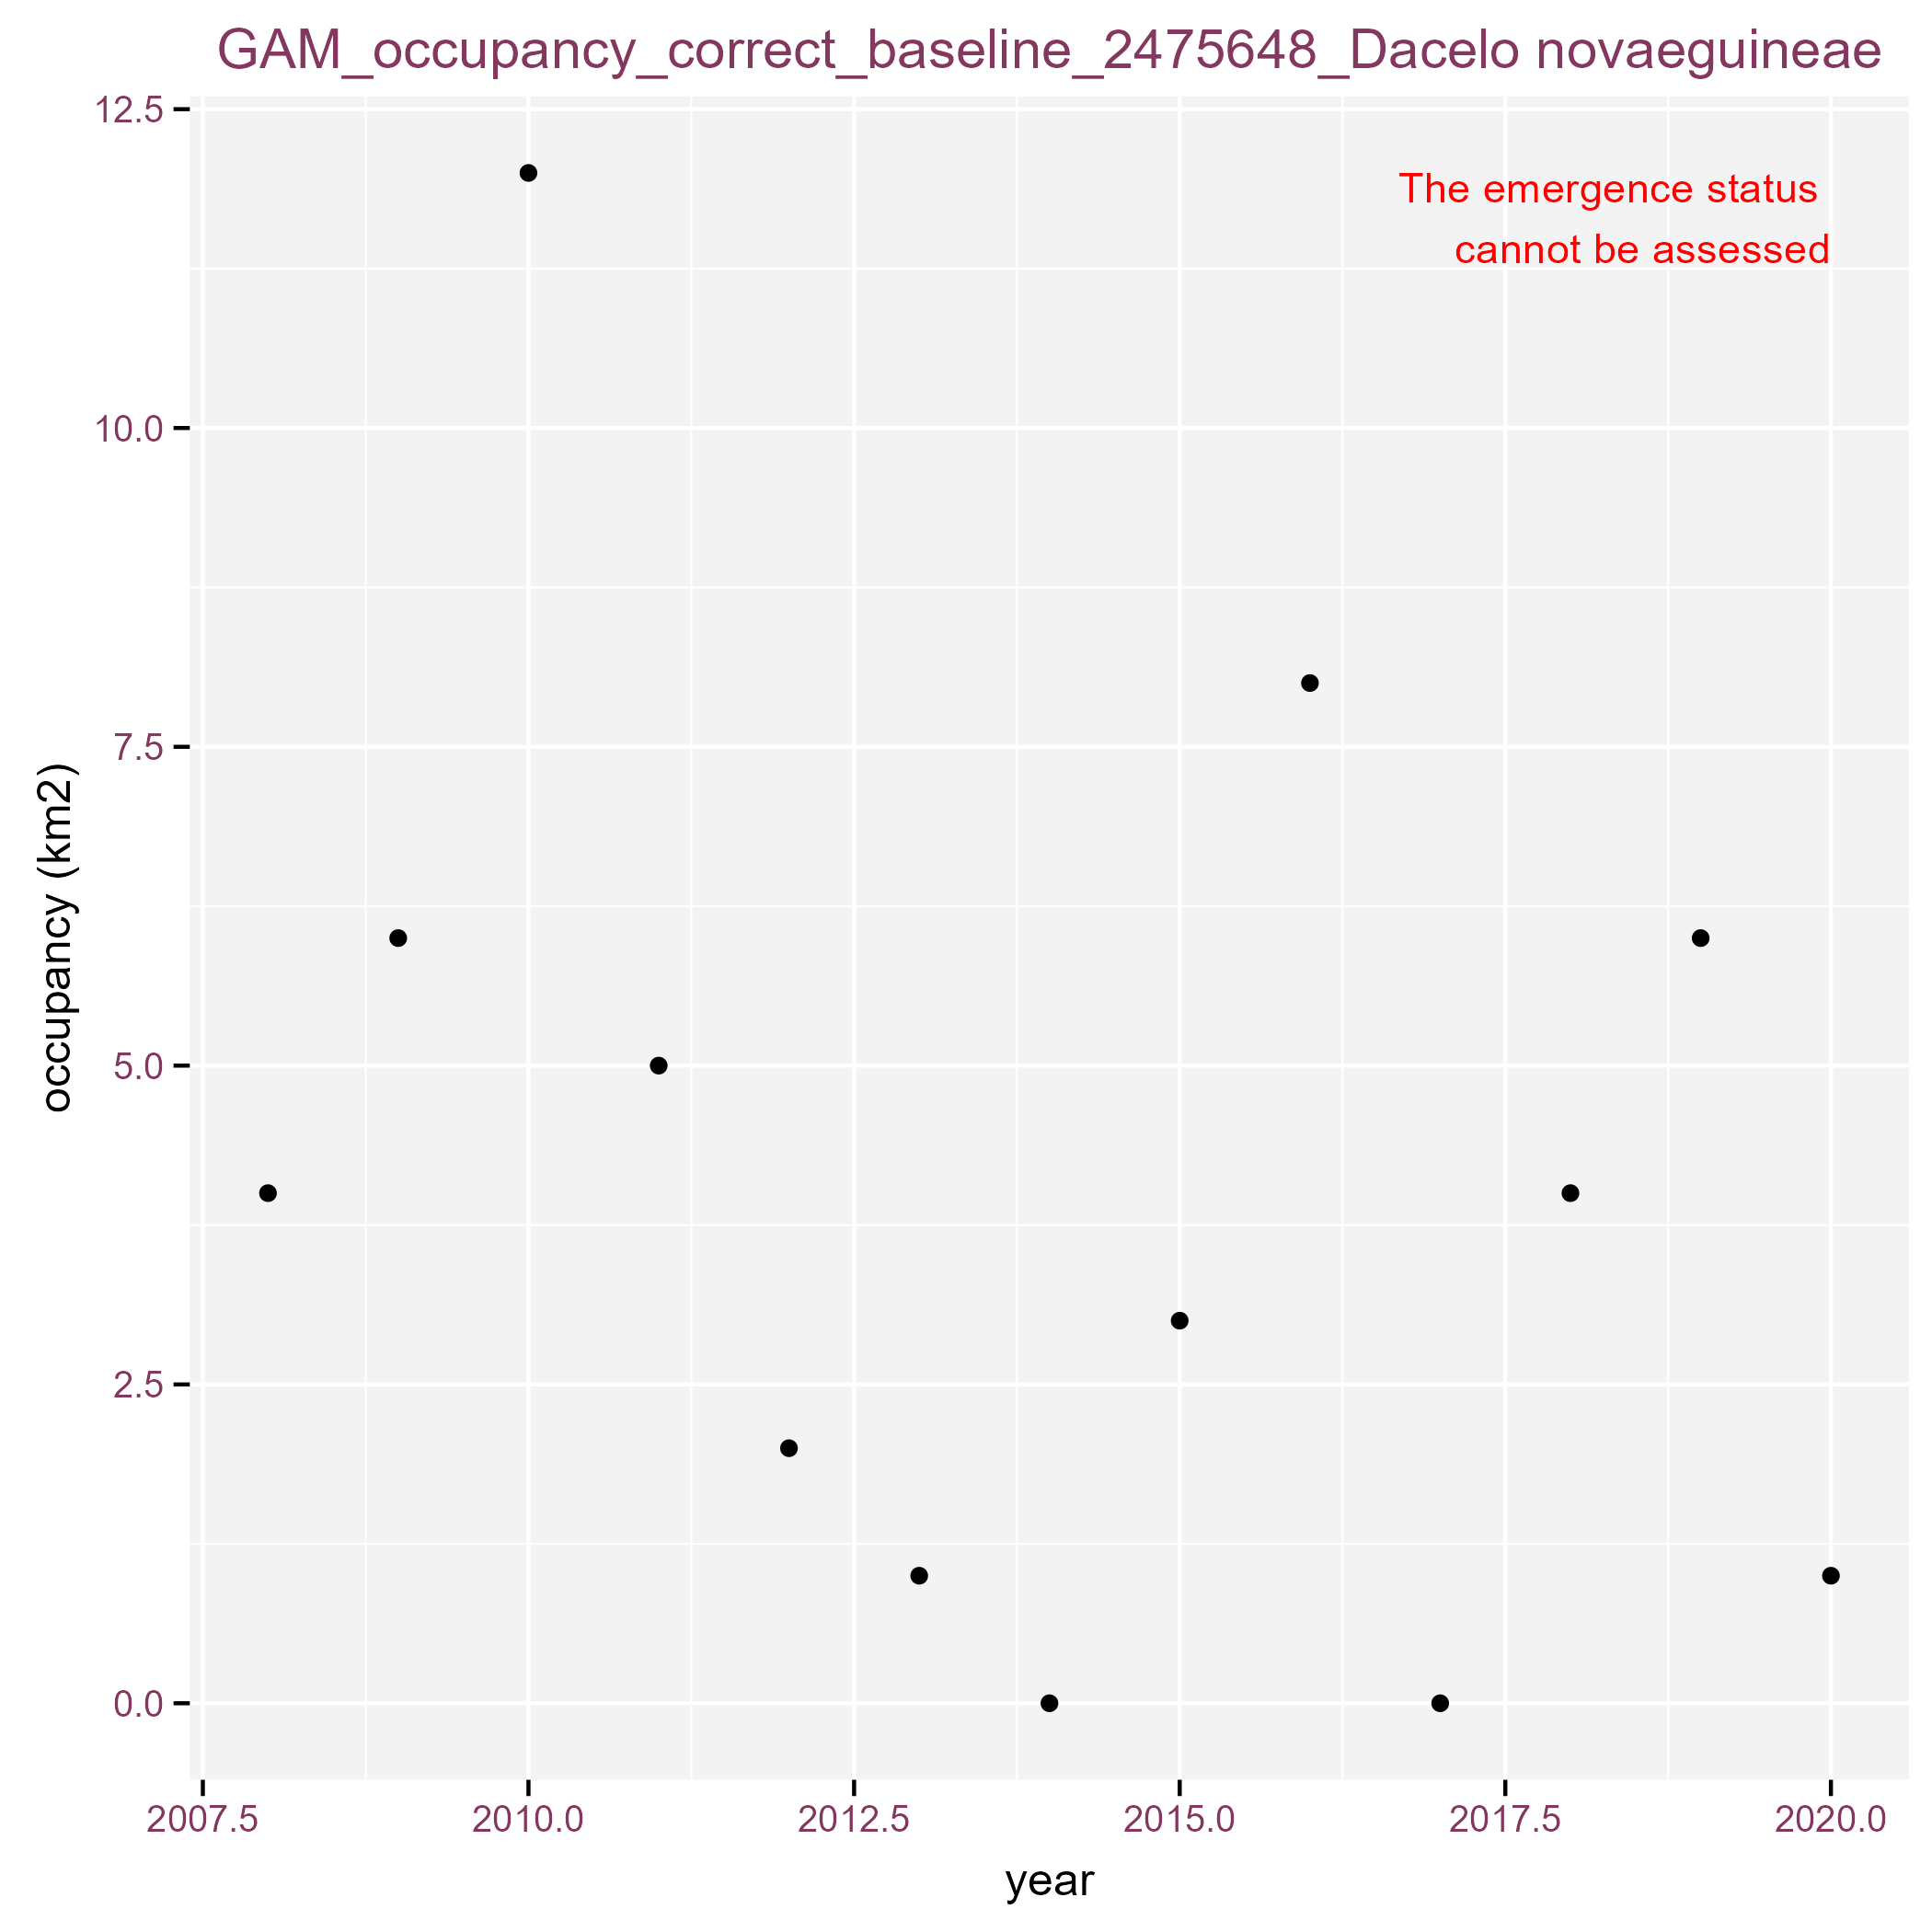 GAM_occupancy_correct_baseline_2475648_Dacelo novaeguineae
The emergence status
cannot be assessed
occupancy (km2)
12.5
10.0
7.5
5.0
2.5
0.0
2007.5 2010.0 2012.5 2015.0 2017.5 2020.0
year